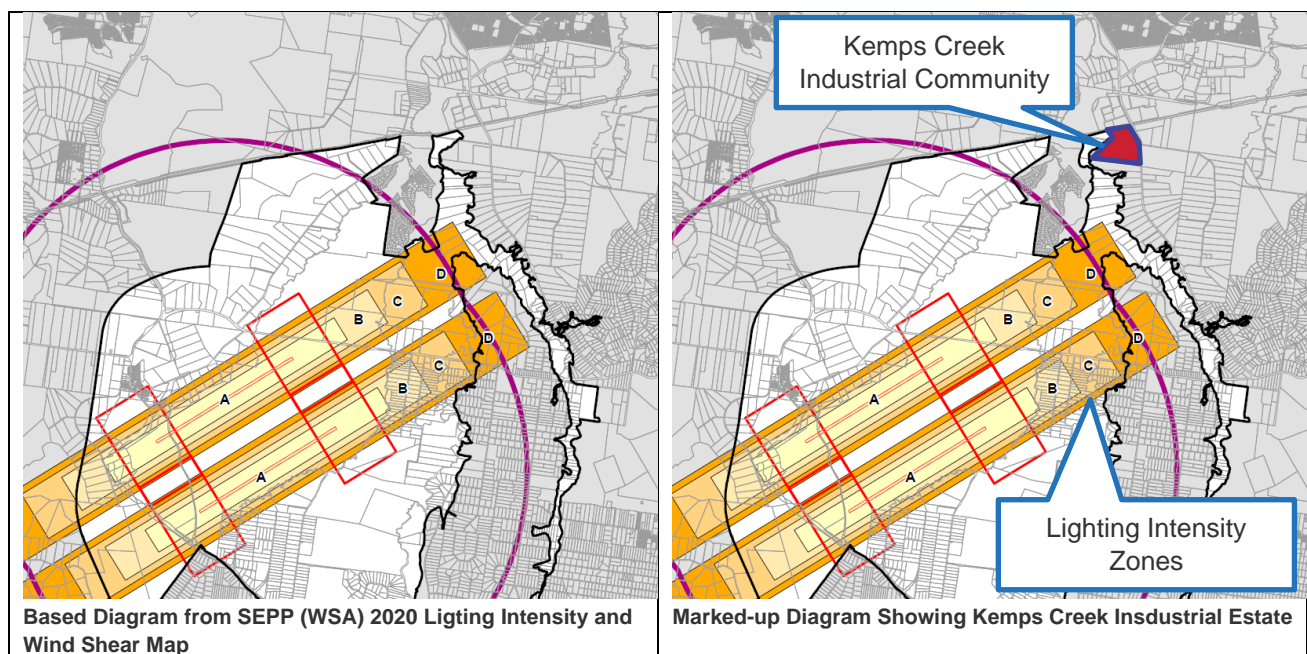 D
C
B
D
C
A
B
A
Based Diagram from SEPP (WSA) 2020 Ligting Intensity and
Wind Shear Map
Kemps Creek
Industrial Community
D
C
B
D
C
A
B
A
Lighting Intensity
Zones
Marked-up Diagram Showing Kemps Creek Insdustrial Estate